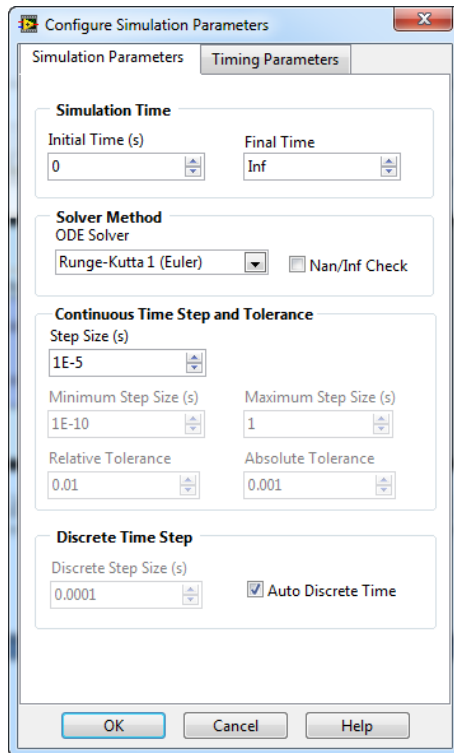 Configure Simulation Parameters
Simulation Parameters Timing Parameters
Simulation Time
Initial Time (s) Final Time
0 Inf
Solver Method
ODE Solver
Runge-Kutta 1 (Euler) Nan/Inf Check
Continuous Time Step and Tolerance
Step Size (s)
1E-5
Minimum Step Size (s) Maximum Step Size (s)
1E-10 1
Relative Tolerance Absolute Tolerance
0.01 0.001
Discrete Time Step
Discrete Step Size (s)
0.0001 Auto Discrete Time
OK Cancel Help